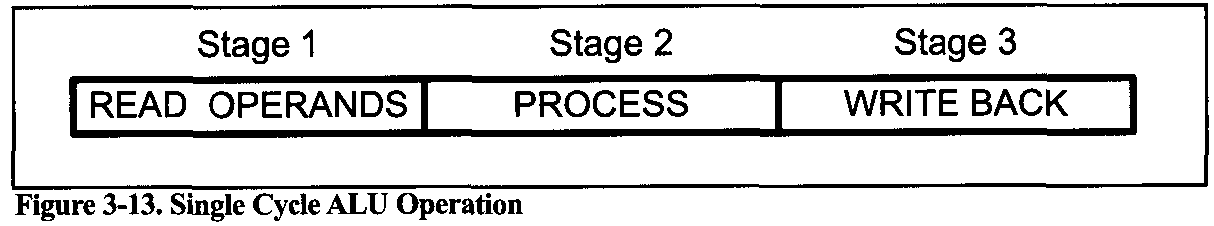 Stage 1 Stage 2 Stage 3
READ OPERANDS PROCESS WRITE BACK
Figure 3-13. Single Cycle ALU Operation